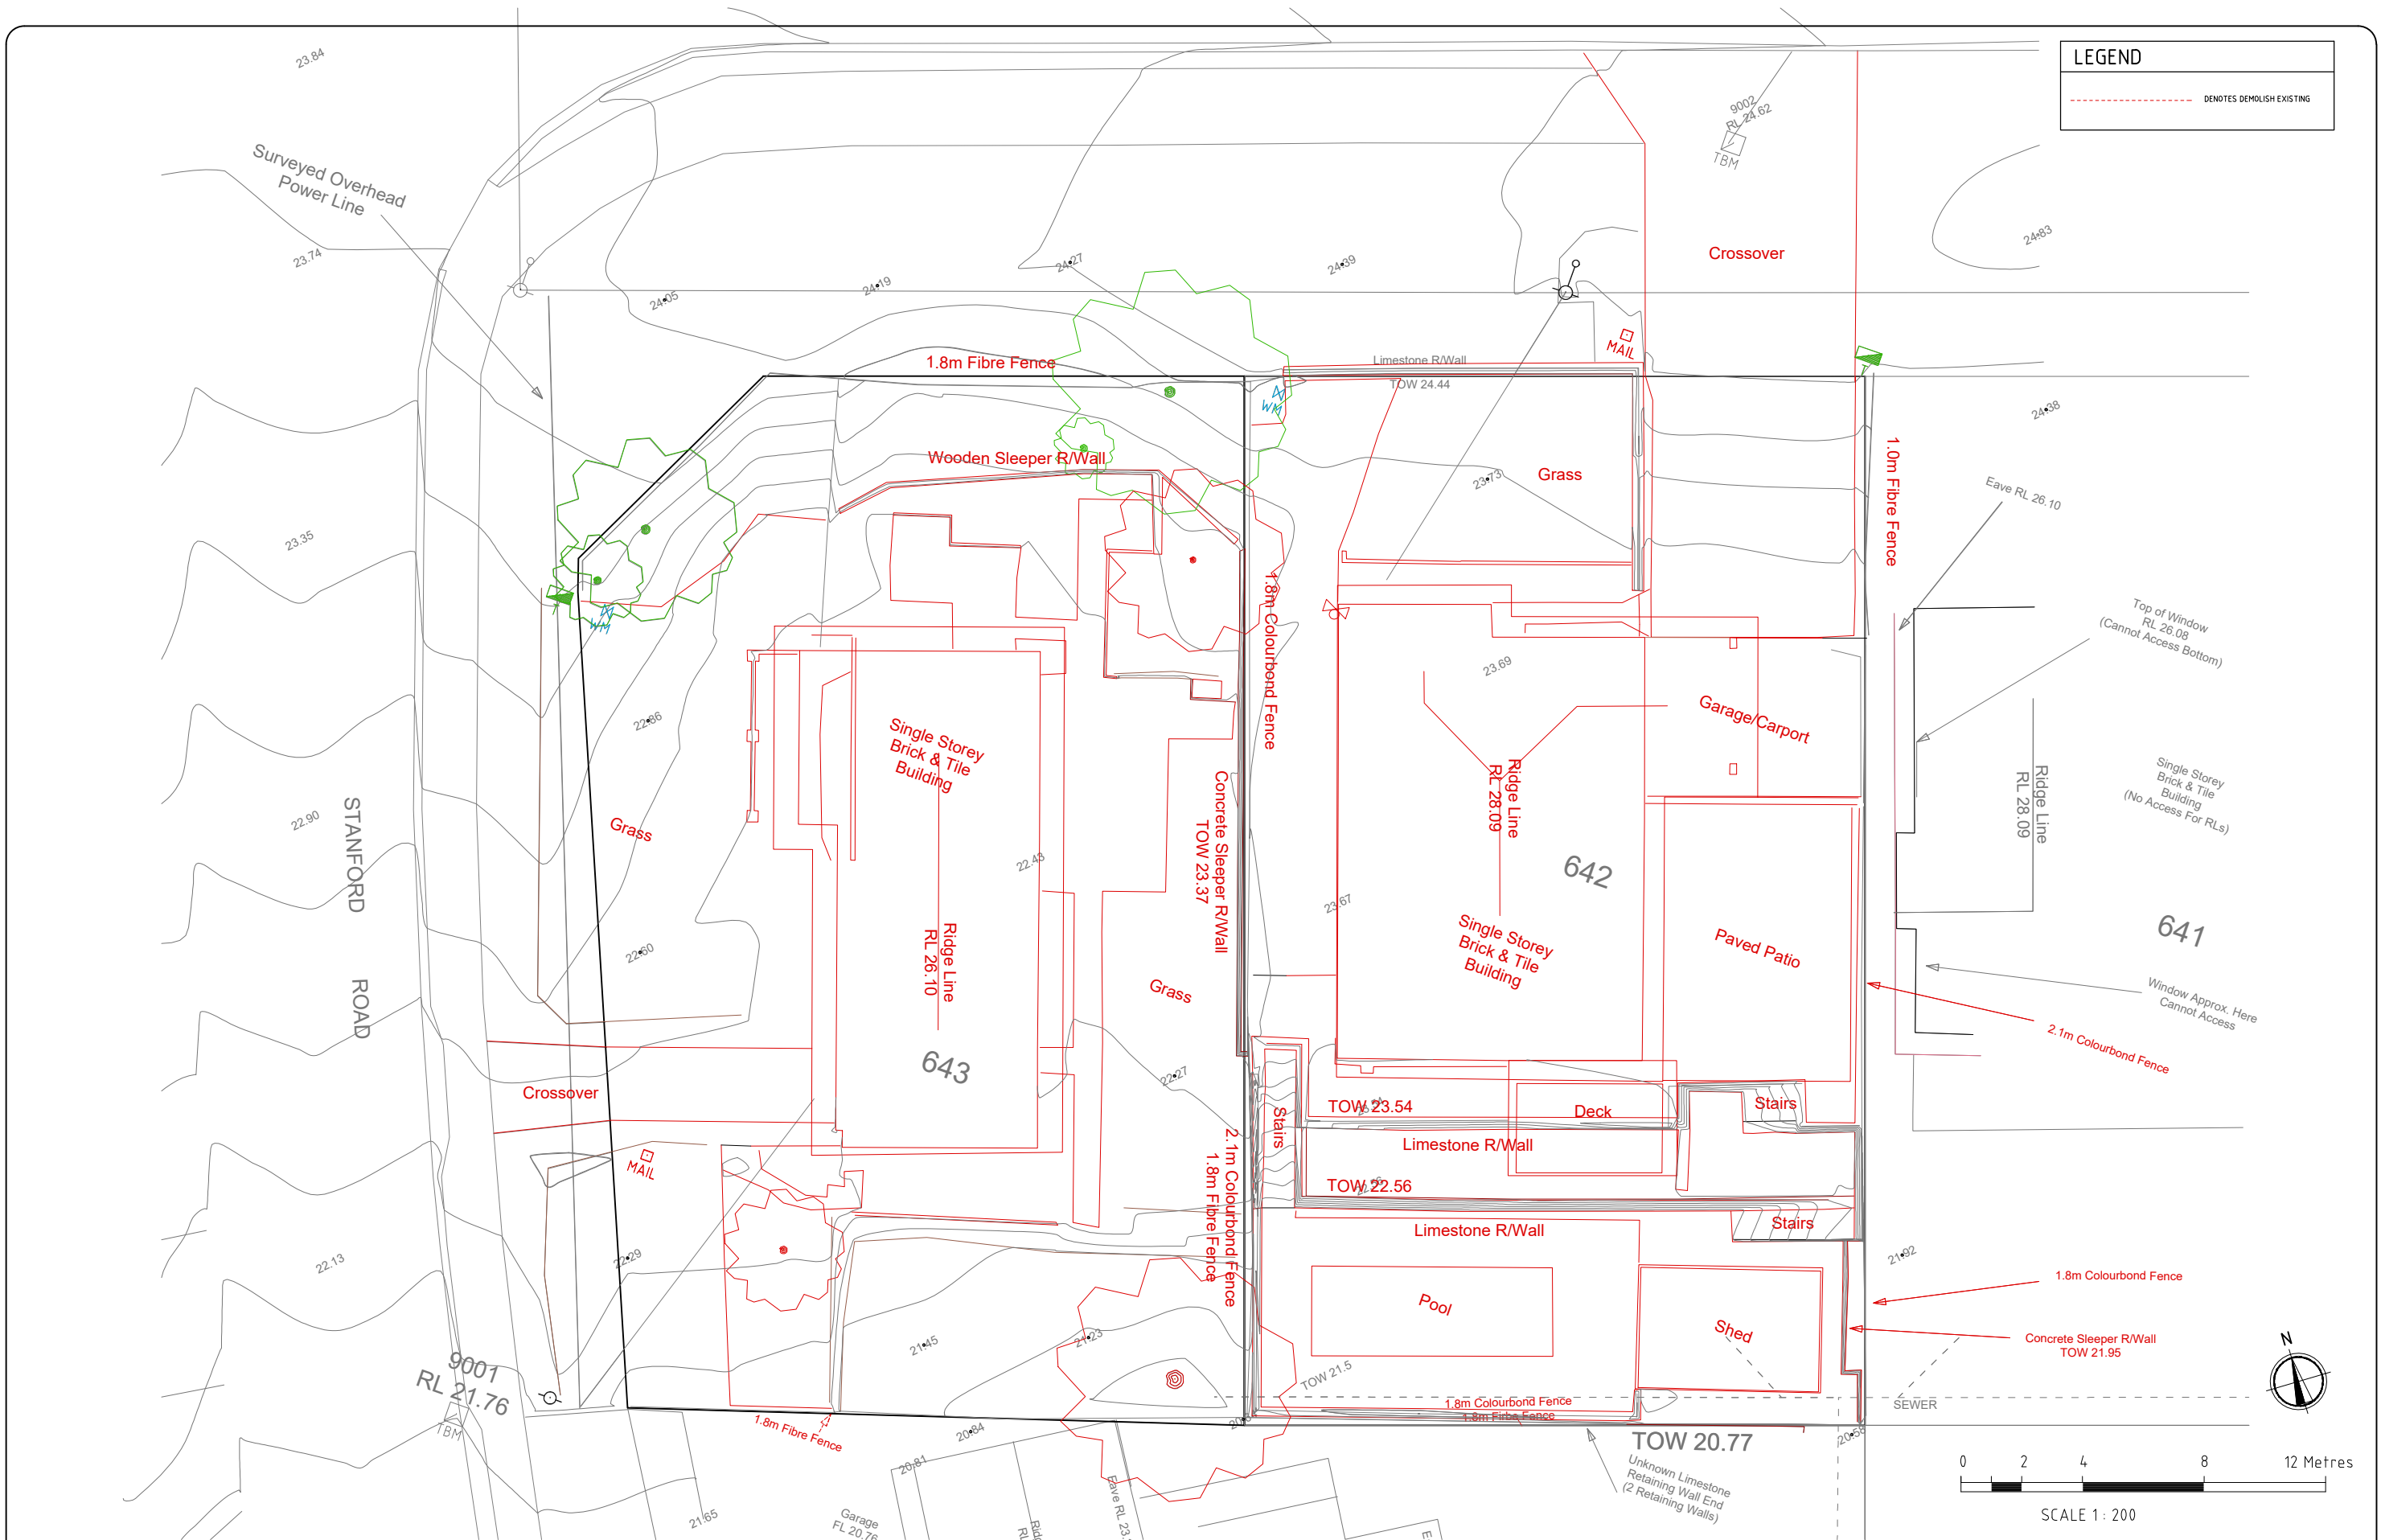 LEGEND
DENOTES DEMOLISH EXISTING
23.84
9002
RL 24.62
TBM
Surveyed Overhead
Power Line
23.74
24.05
24.19
24.27
24.39
Crossover
24.83
MAIL
1.8m Fibre Fence
Limestone R/Wall
TOW 24.44
WM
24.38
Wooden Sleeper R/Wall
23.73
Grass
1.0m Fibre Fence
Eave RL 26.10
23.35
WM
1.8m Colourbond Fence
23.69
Top of Window
RL 26.08
(Cannot Access Bottom)
22.86
Single Storey
Brick & Tile
Building
Garage/Carport
Ridge Line
RL 28.09
Ridge Line
RL 28.09
Single Storey
Brick & Tile
Building
(No Access For RLs)
STANFORD
ROAD
22.90
Grass
22.43
Concrete Sleeper R/Wall
TOW 23.37
642
23.67
641
22.60
Ridge Line
RL 26.10
Single Storey
Brick & Tile
Building
Paved Patio
Grass
Window Approx. Here
Cannot Access
2.1m Colourbond Fence
643
22.27
Crossover
TOW 23.54
Deck
Stairs
Stairs
Limestone R/Wall
MAIL
2.1m Colourbond Fence
1.8m Fibre Fence
TOW 22.56
Limestone R/Wall
Stairs
22.13
22.29
21.92
1.8m Colourbond Fence
Pool
Shed
21.45
21.23
Concrete Sleeper R/Wall
TOW 21.95
N
9001
RL 21.76
TBM
TOW 21.5
1.8m Colourbond Fence
1.8m Firbe Fence
SEWER
1.8m Fibre Fence
20.84
20.58
TOW 20.77
Unknown Limestone
Retaining Wall End
(2 Retaining Walls)
20.81
Garage
FL 20.76
21.65
0 2 4 8 12 Metres
SCALE 1 : 200